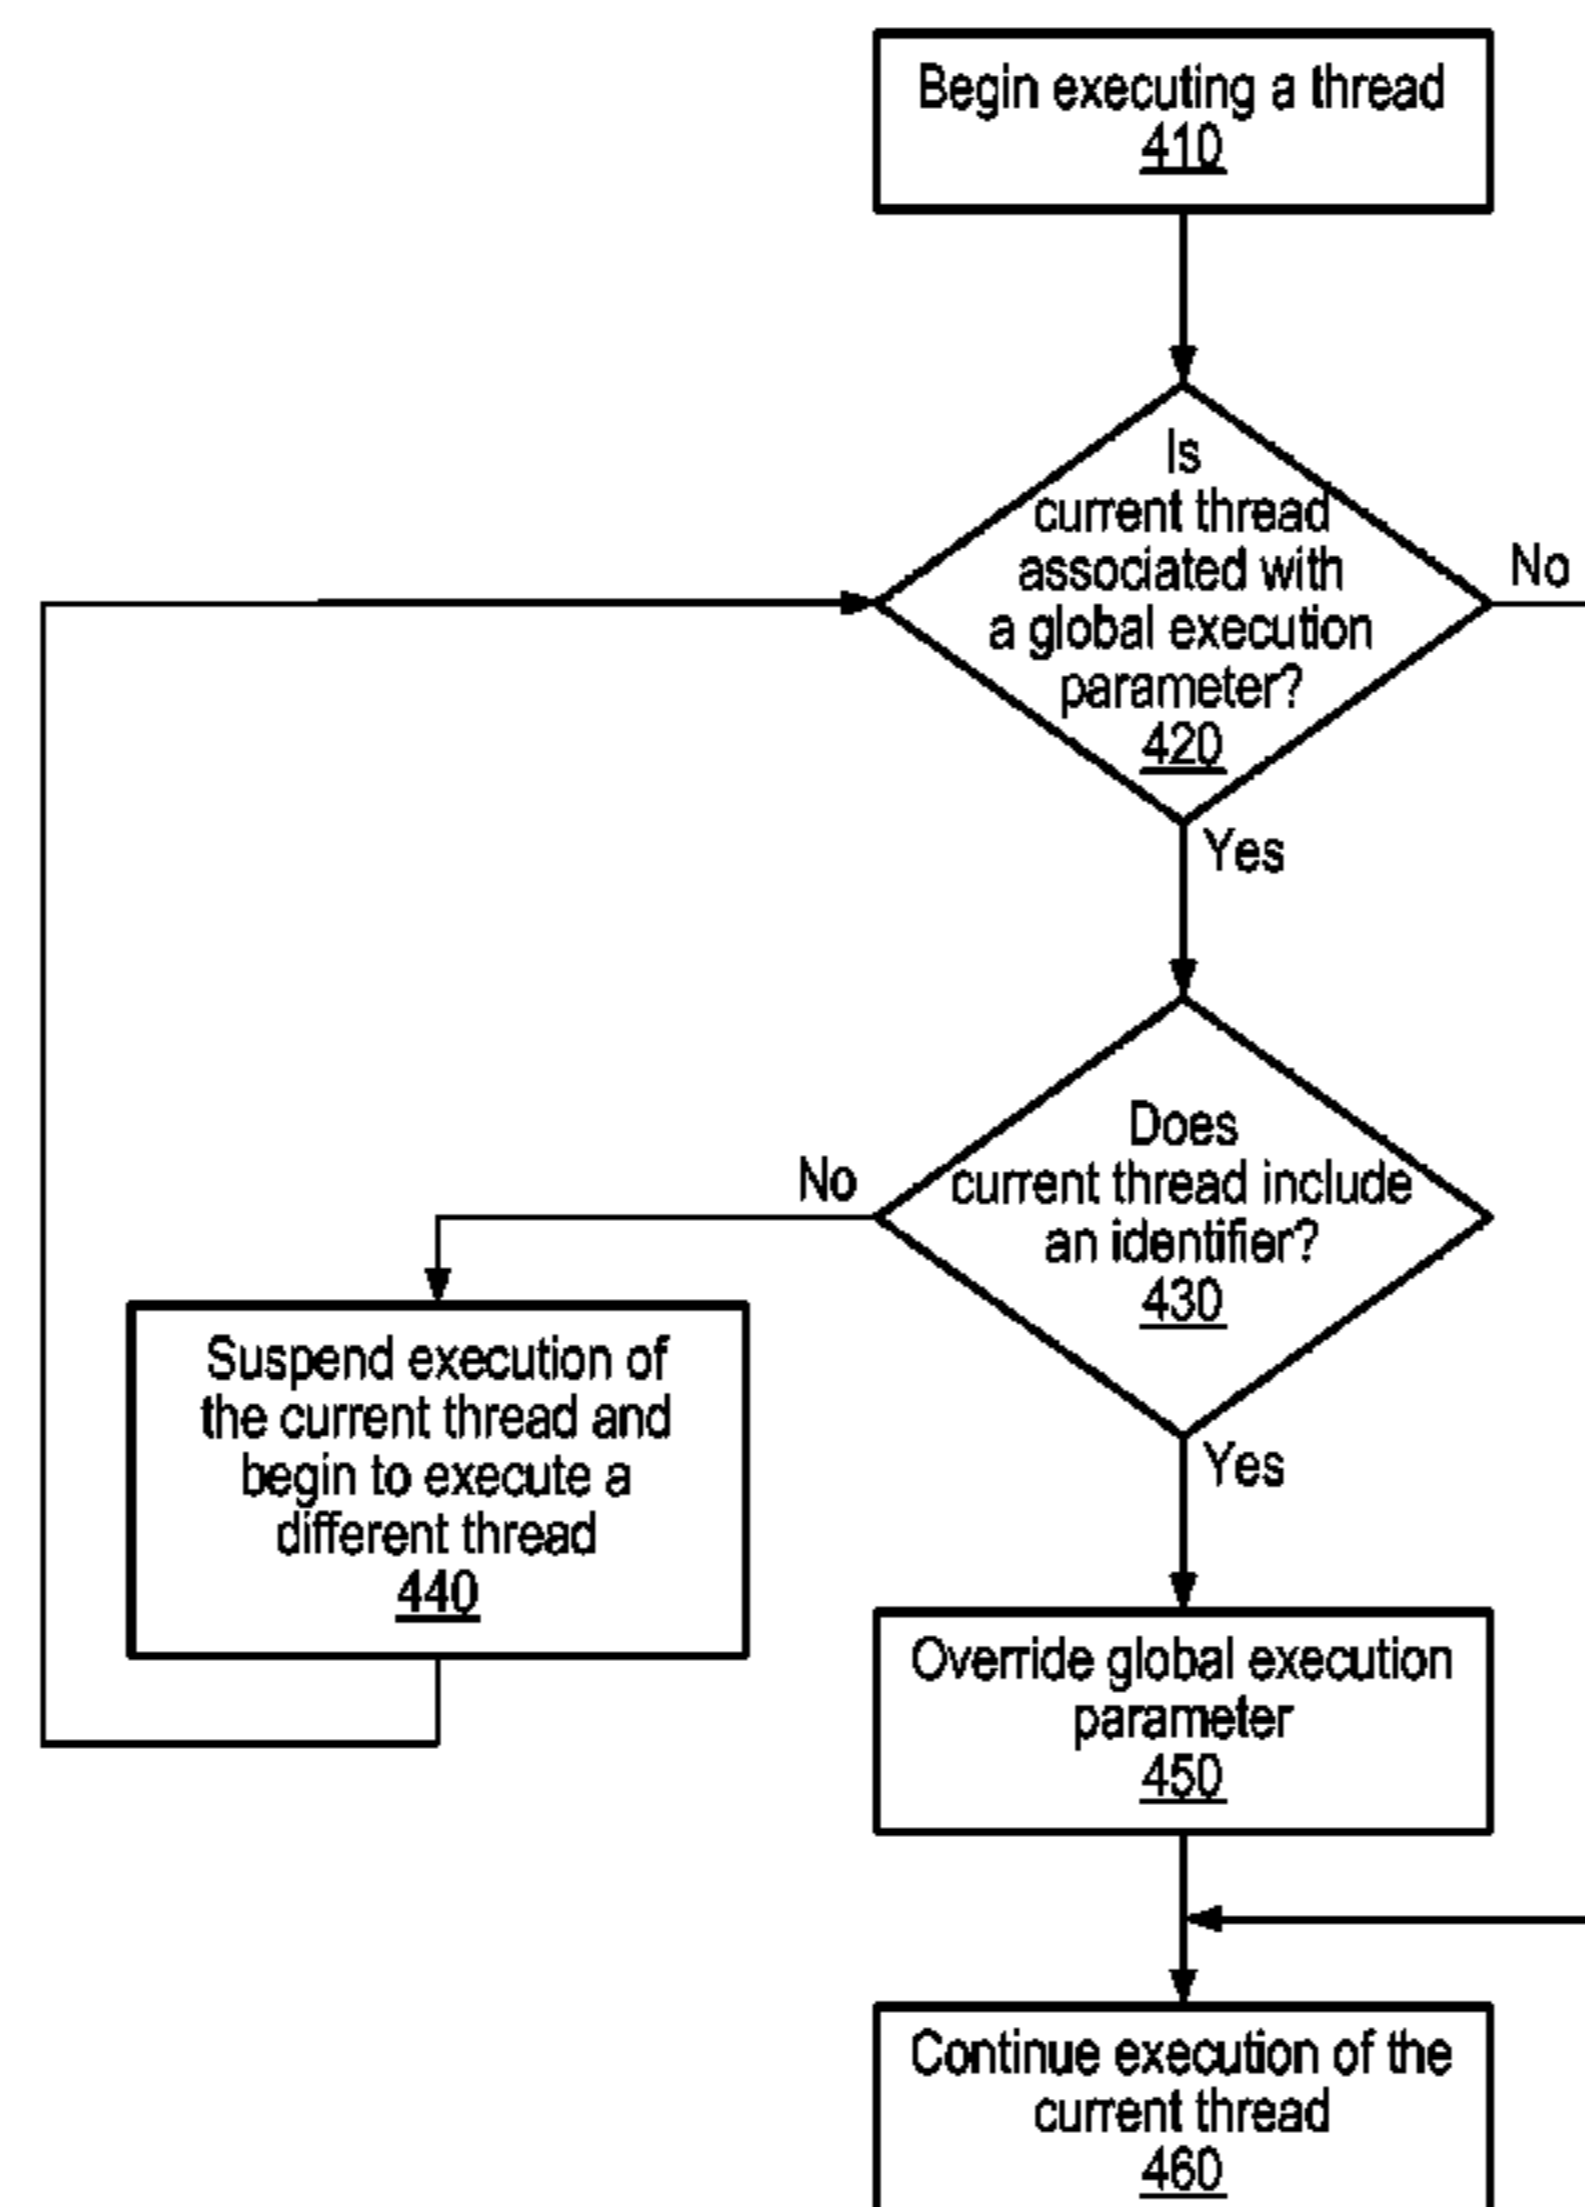 Begin executing a thread
410
Is
current thread
associated with
a global execution
parameter?
420
No
Yes
Does
current thread include
an identifier?
430
No
Yes
Suspend execution of
the current thread and
begin to execute a
different thread
440
Override global execution
parameter
450
Continue execution of the
current thread
460